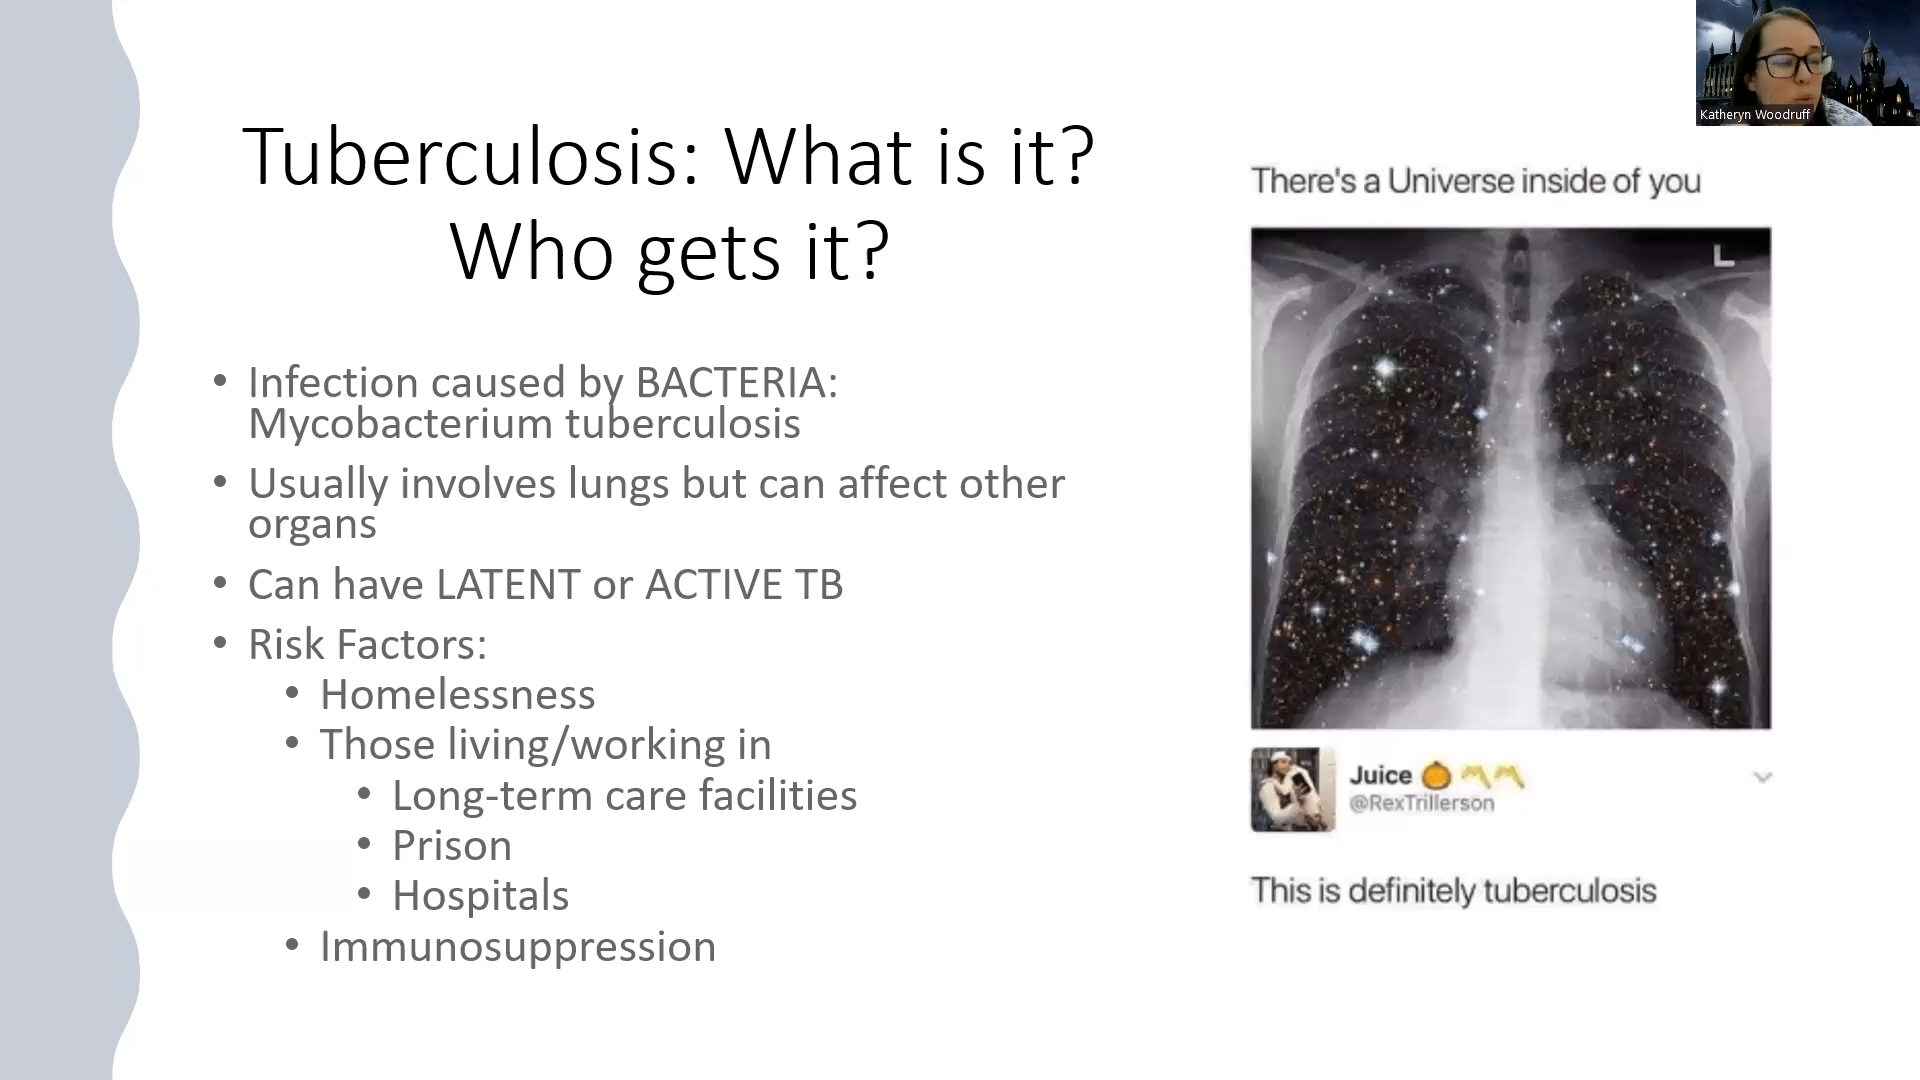 Katheryn Woodruff
Tuberculosis: What is it?
Who gets it?
• Infection caused by BACTERIA:
Mycobacterium tuberculosis
• Usually involves lungs but can affect other
organs
• Can have LATENT or ACTIVE TB
• Risk Factors:
• Homelessness
• Those living/working in
• Long-term care facilities
• Prison
• Hospitals
• Immunosuppression
There's a Universe inside of you
L
Juice 🎃 〽️〽️
@RexTrillerson
This is definitely tuberculosis